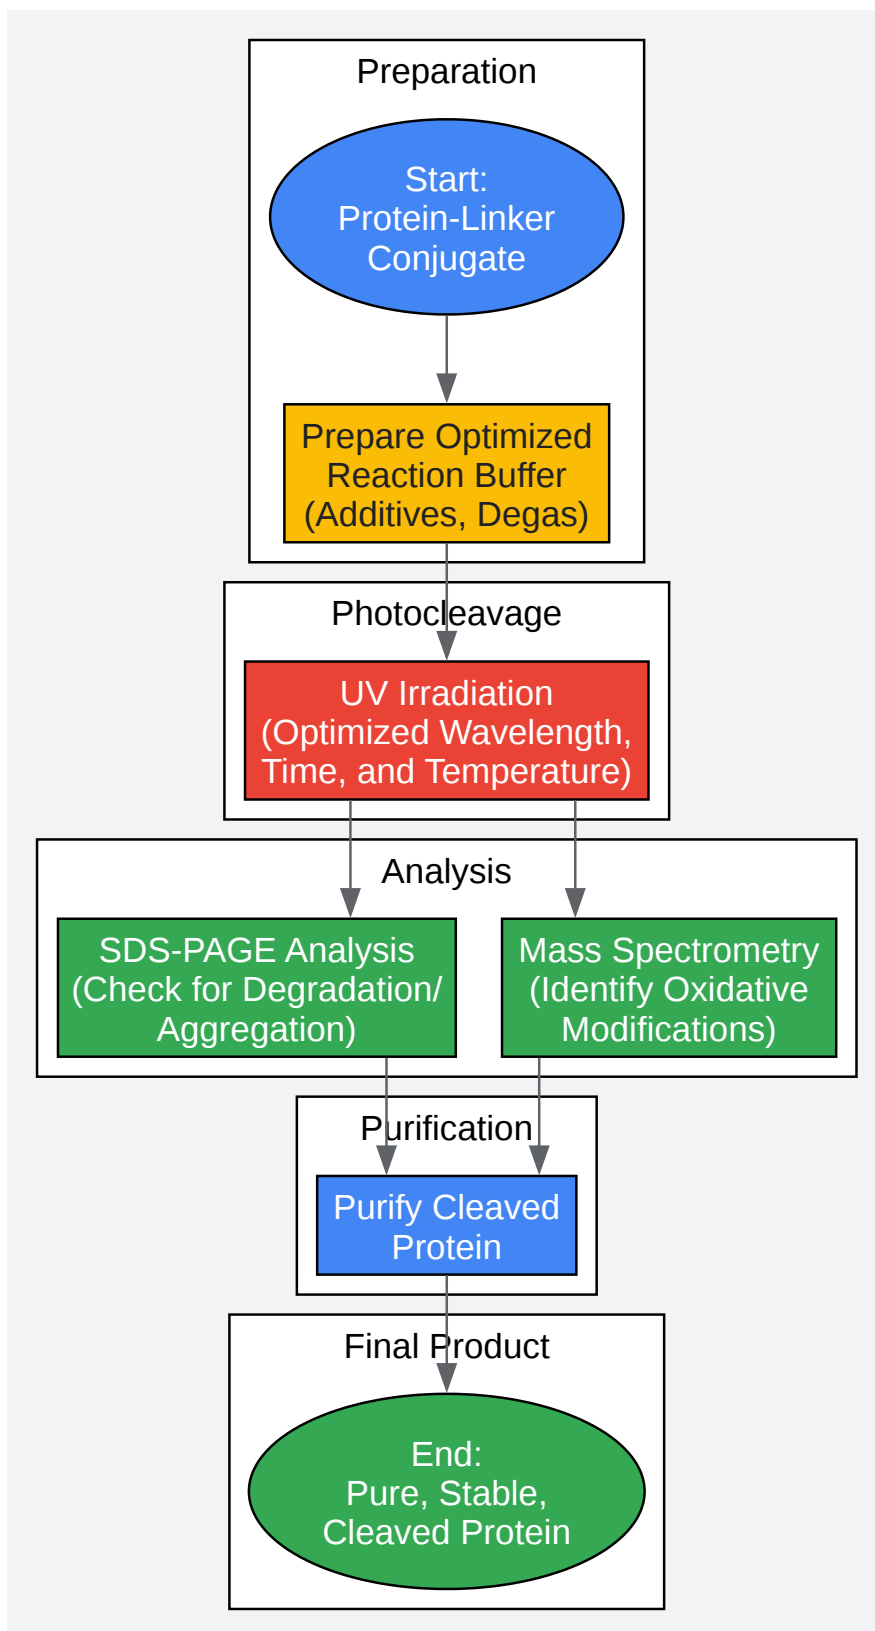 Preparation
Start:
Protein-Linker
Conjugate
Prepare Optimized
Reaction Buffer
(Additives, Degas)
Photocleavage
UV Irradiation
(Optimized Wavelength,
Time, and Temperature)
Analysis
SDS-PAGE Analysis
(Check for Degradation/
Aggregation)
Mass Spectrometry
(Identify Oxidative
Modifications)
Purification
Purify Cleaved
Protein
Final Product
End:
Pure, Stable,
Cleaved Protein